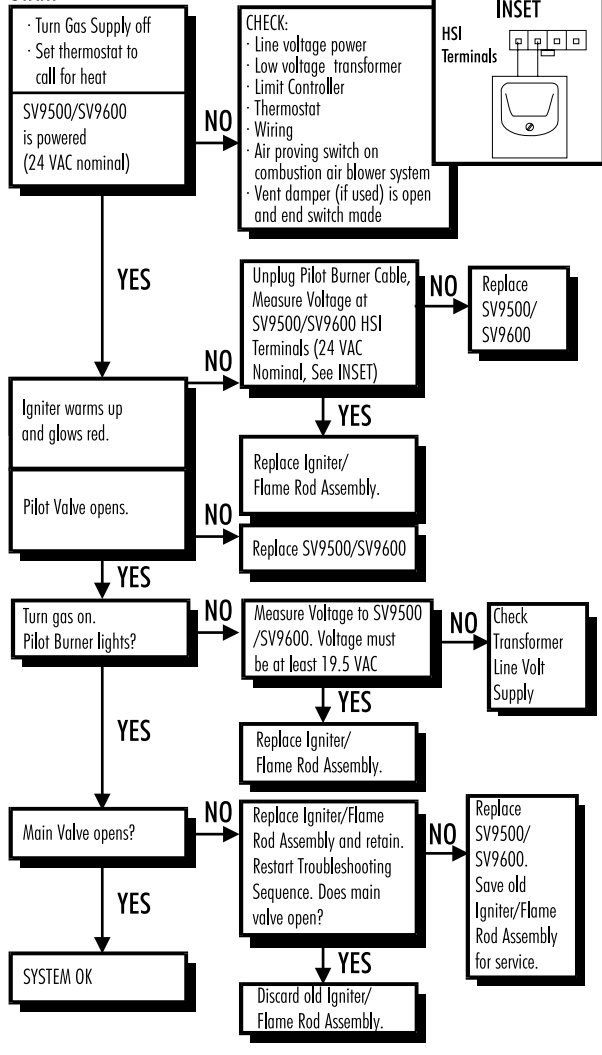 · Turn Gas Supply off
· Set thermostat to
call for heat
SV9500/SV9600
is powered
(24 VAC nominal)
NO
CHECK:
· Line voltage power
· Low voltage transformer
· Limit Controller
· Thermostat
· Wiring
· Air proving switch on
combustion air blower system
· Vent damper (if used) is open
and end switch made
INSET
HSI
Terminals
YES
Igniter warms up
and glows red.
NO
Unplug Pilot Burner Cable,
Measure Voltage at
SV9500/SV9600 HSI
Terminals (24 VAC
Nominal, See INSET)
NO
Replace
SV9500/
SV9600
YES
Replace Igniter/
Flame Rod Assembly.
Pilot Valve opens.
NO
Replace SV9500/SV9600
YES
Turn gas on.
Pilot Burner lights?
NO
Measure Voltage to SV9500
/SV9600. Voltage must
be at least 19.5 VAC
NO
Check
Transformer
Line Volt
Supply
YES
Replace Igniter/
Flame Rod Assembly.
YES
Main Valve opens?
NO
Replace Igniter/Flame
Rod Assembly and retain.
Restart Troubleshooting
Sequence. Does main
valve open?
NO
Replace
SV9500/
SV9600.
Save old
Igniter/Flame
Rod Assembly
for service.
YES
Discard old Igniter/
Flame Rod Assembly.
YES
SYSTEM OK